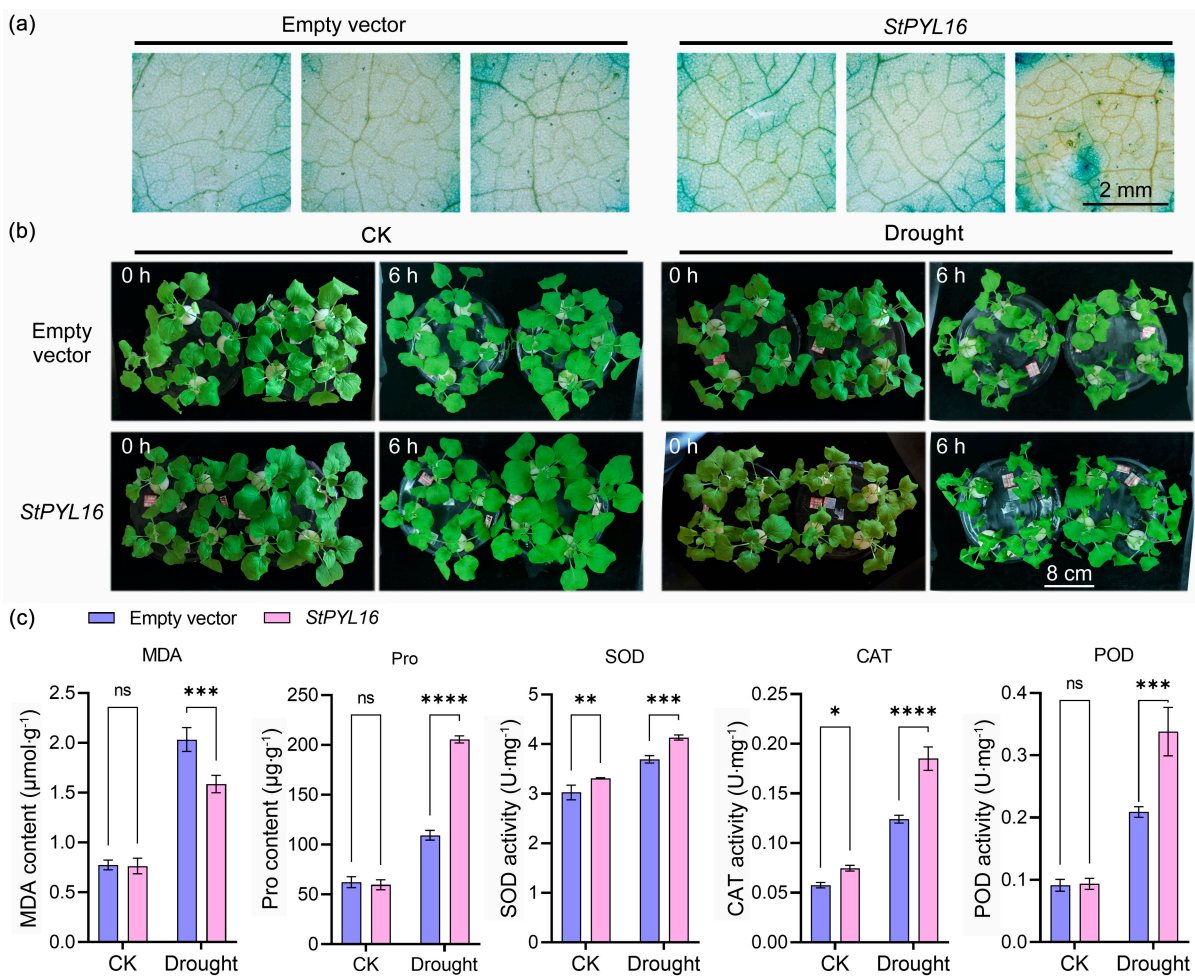 (a)
Empty vector
StPYL16
2 mm
(b)
CK
Drought
0 h
6 h
0 h
6 h
Empty
vector
0 h
6 h
0 h
6 h
StPYL16
8 cm
(c)
Empty vector
StPYL16
MDA
Pro
SOD
CAT
POD
MDA content (μmol·g⁻¹)
2.5
2.0
1.5
1.0
0.5
0.0
ns
***
CK
Drought
Pro content (μg·g⁻¹)
250
200
150
100
50
0
ns
****
CK
Drought
SOD activity (U·mg⁻¹)
5
4
3
2
1
0
**
***
CK
Drought
CAT activity (U·mg⁻¹)
0.25
0.20
0.15
0.10
0.05
0.00
*
****
CK
Drought
POD activity (U·mg⁻¹)
0.4
0.3
0.2
0.1
0.0
ns
***
CK
Drought